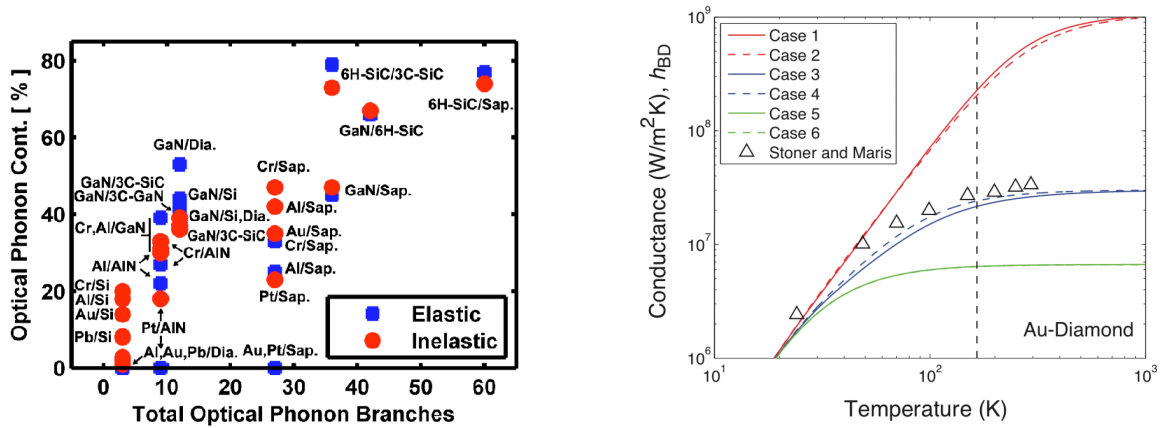 Optical Phonon Cont. [ % ]
80
60
40
20
0
6H-SiC/3C-SiC
6H-SiC/Sap.
GaN/6H-SiC
GaN/Dia.
Cr/Sap.
GaN/3C-SiC
GaN/3C-GaN
GaN/Si
GaN/Sap.
Al/Sap.
Cr,Al/GaN
GaN/Si,Dia.
Au/Sap.
GaN/3C-SiC
Cr/Sap.
Cr/AlN
Al/AlN
Al/Sap.
Cr/Si
Pt/Sap.
Al/Si
Au/Si
Pt/AlN
Pb/Si
Al,Au,Pb/Dia.
Au,Pt/Sap.
Elastic
Inelastic
0 10 20 30 40 50 60
Total Optical Phonon Branches
Conductance (W/m²K), hBD
10⁹
10⁸
10⁷
10⁶
Case 1
Case 2
Case 3
Case 4
Case 5
Case 6
Stoner and Maris
Au-Diamond
10¹ 10² 10³
Temperature (K)